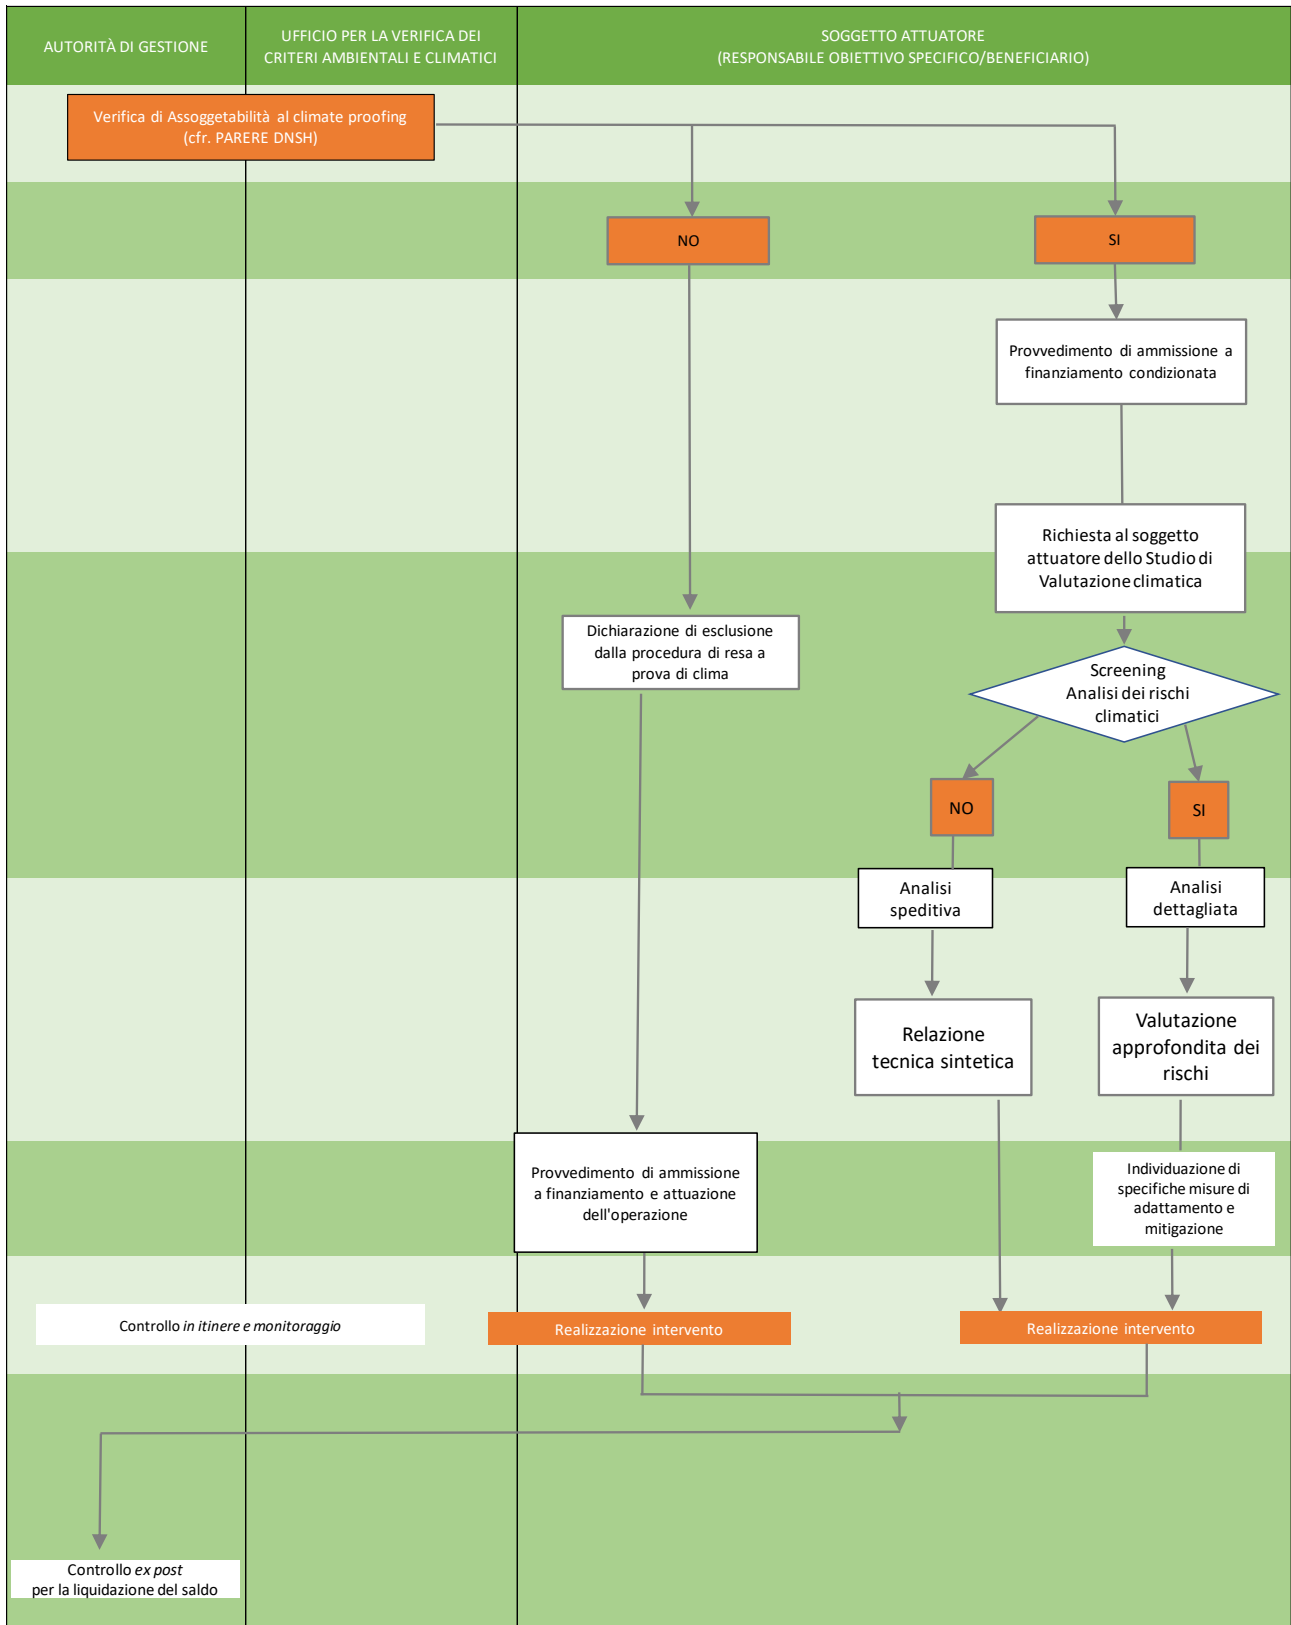 AUTORITÀ DI GESTIONE
UFFICIO PER LA VERIFICA DEI
CRITERI AMBIENTALI E CLIMATICI
SOGGETTO ATTUATORE
(RESPONSABILE OBIETTIVO SPECIFICO/BENEFICIARIO)
Verifica di Assoggetabilità al climate proofing
(cfr. PARERE DNSH)
NO
SI
Provvedimento di ammissione a
finanziamento condizionata
Richiesta al soggetto
attuatore dello Studio di
Valutazione climatica
Dichiarazione di esclusione
dalla procedura di resa a
prova di clima
Screening
Analisi dei rischi
climatici
NO
SI
Analisi
speditiva
Analisi
dettagliata
Relazione
tecnica sintetica
Valutazione
approfondita dei
rischi
Provvedimento di ammissione
a finanziamento e attuazione
dell'operazione
Individuazione di
specifiche misure di
adattamento e
mitigazione
Controllo in itinere e monitoraggio
Realizzazione intervento
Realizzazione intervento
Controllo ex post
per la liquidazione del saldo